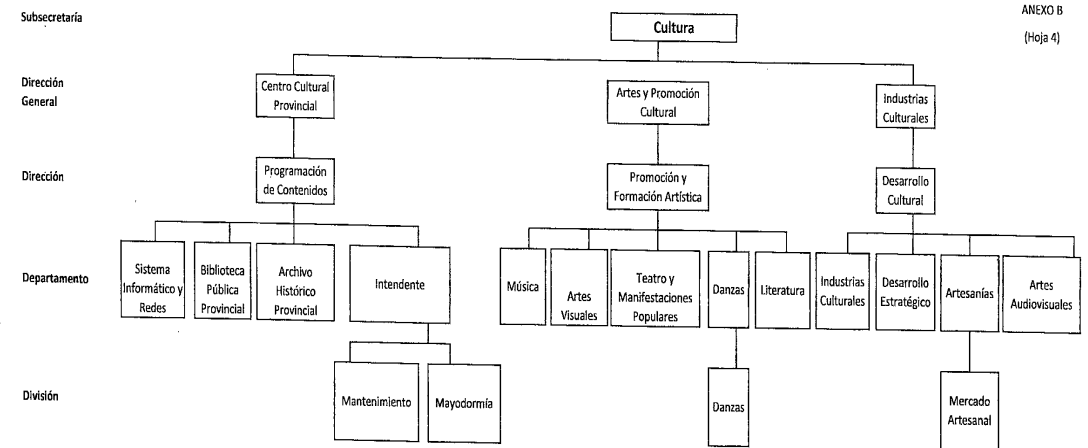 Subsecretaría
Cultura
ANEXO B
(Hoja 4)
Dirección
General
Centro Cultural
Provincial
Artes y Promoción
Cultural
Industrias
Culturales
Dirección
Programación
de Contenidos
Promoción y
Formación Artística
Desarrollo
Cultural
Departamento
Sistema
Informático y
Redes
Biblioteca
Pública
Provincial
Archivo
Histórico
Provincial
Intendente
Música
Artes
Visuales
Teatro y
Manifestaciones
Populares
Danzas
Literatura
Industrias
Culturales
Desarrollo
Estratégico
Artesanías
Artes
Audiovisuales
División
Mantenimiento
Mayodormía
Danzas
Mercado
Artesanal